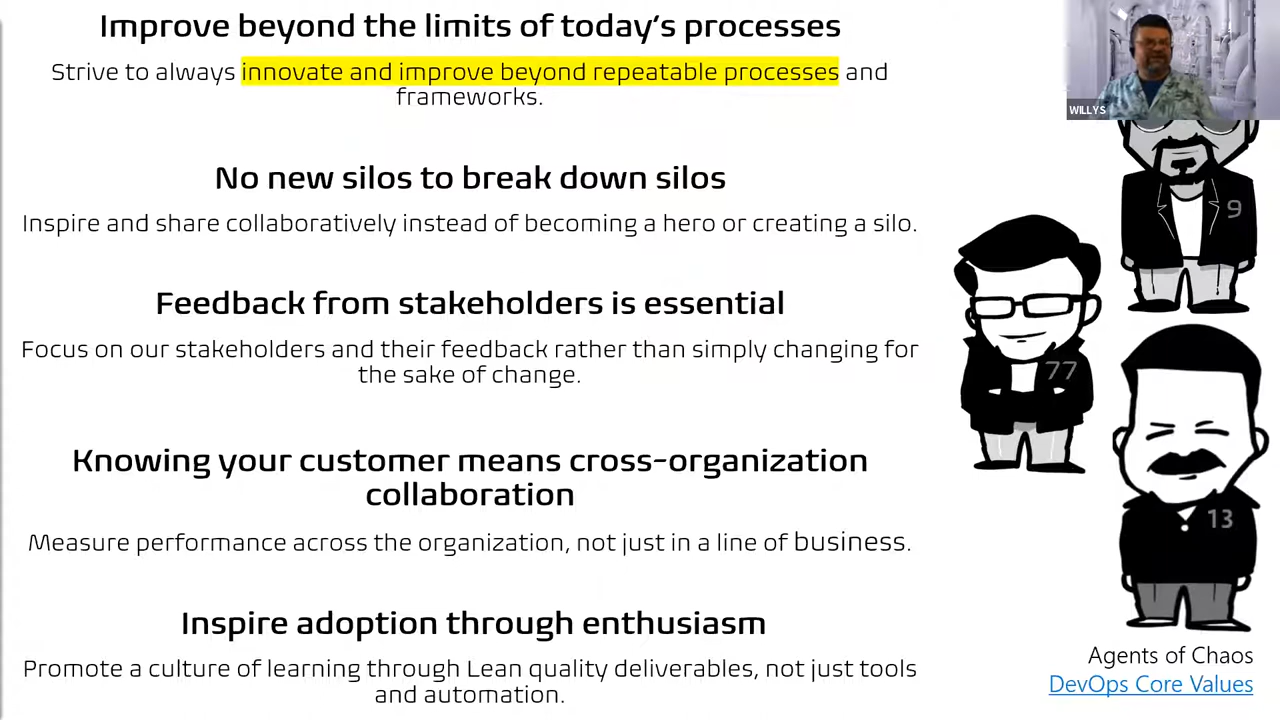 Improve beyond the limits of today's processes
Strive to always innovate and improve beyond repeatable processes and
frameworks.
WILLYS
No new silos to break down silos
Inspire and share collaboratively instead of becoming a hero or creating a silo.
9
Feedback from stakeholders is essential
Focus on our stakeholders and their feedback rather than simply changing for
the sake of change.
77
Knowing your customer means cross-organization
collaboration
Measure performance across the organization, not just in a line of business.
13
Inspire adoption through enthusiasm
Promote a culture of learning through Lean quality deliverables, not just tools
and automation.
Agents of Chaos
DevOps Core Values